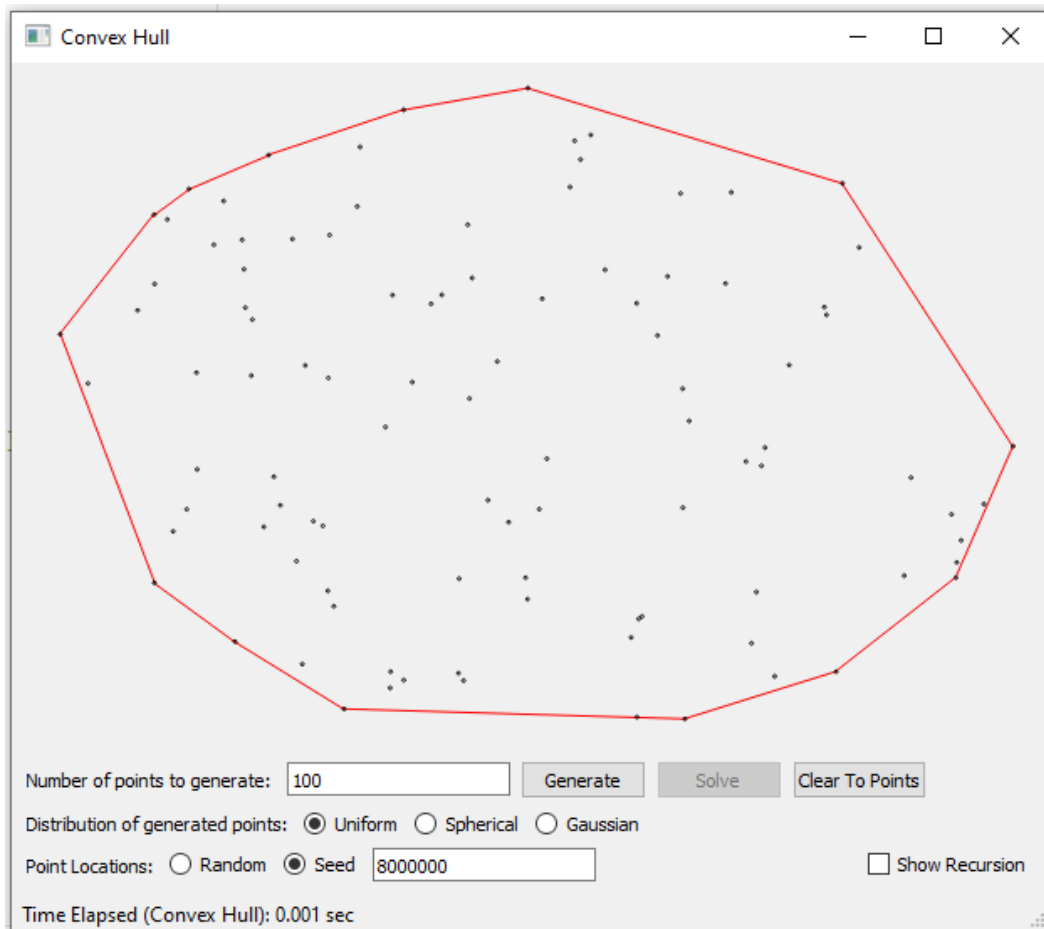 Convex Hull
Number of points to generate: 100 Generate Solve Clear To Points
Distribution of generated points: Uniform Spherical Gaussian
Point Locations: Random Seed 8000000 Show Recursion
Time Elapsed (Convex Hull): 0.001 sec